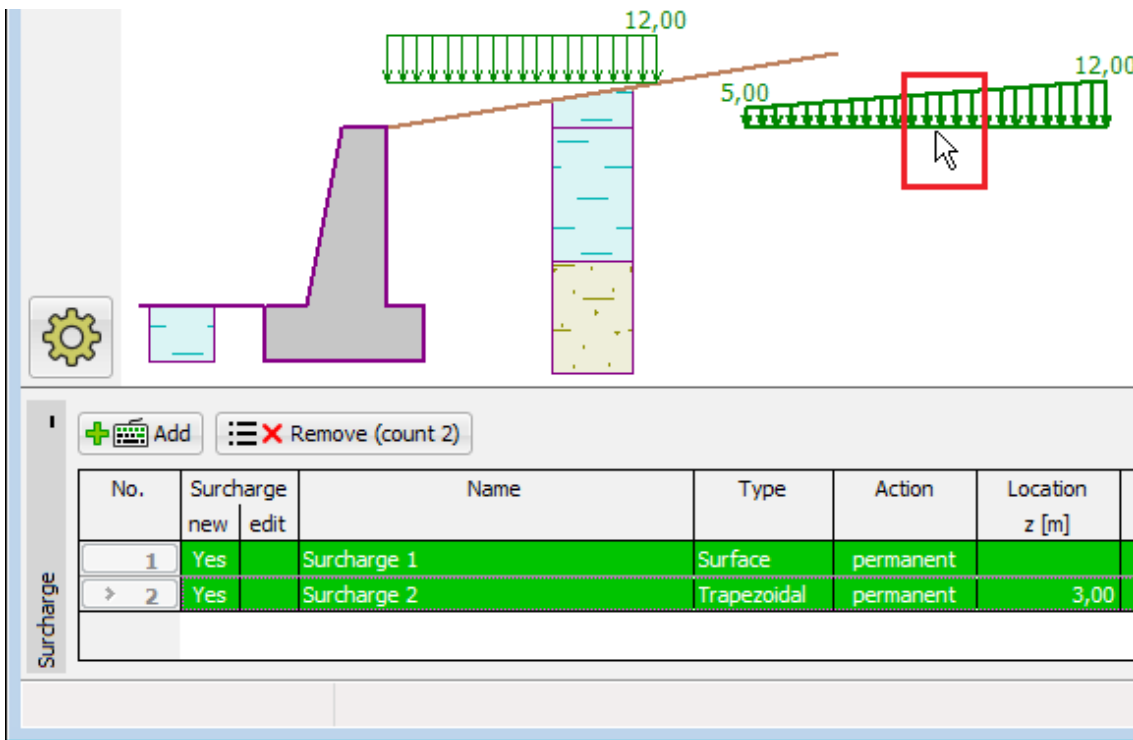 12,00
5,00
12,00
Add
Remove (count 2)
No. Surcharge Name Type Action Location
new edit z [m]
1 Yes Surcharge 1 Surface permanent
> 2 Yes Surcharge 2 Trapezoidal permanent 3,00
Surcharge